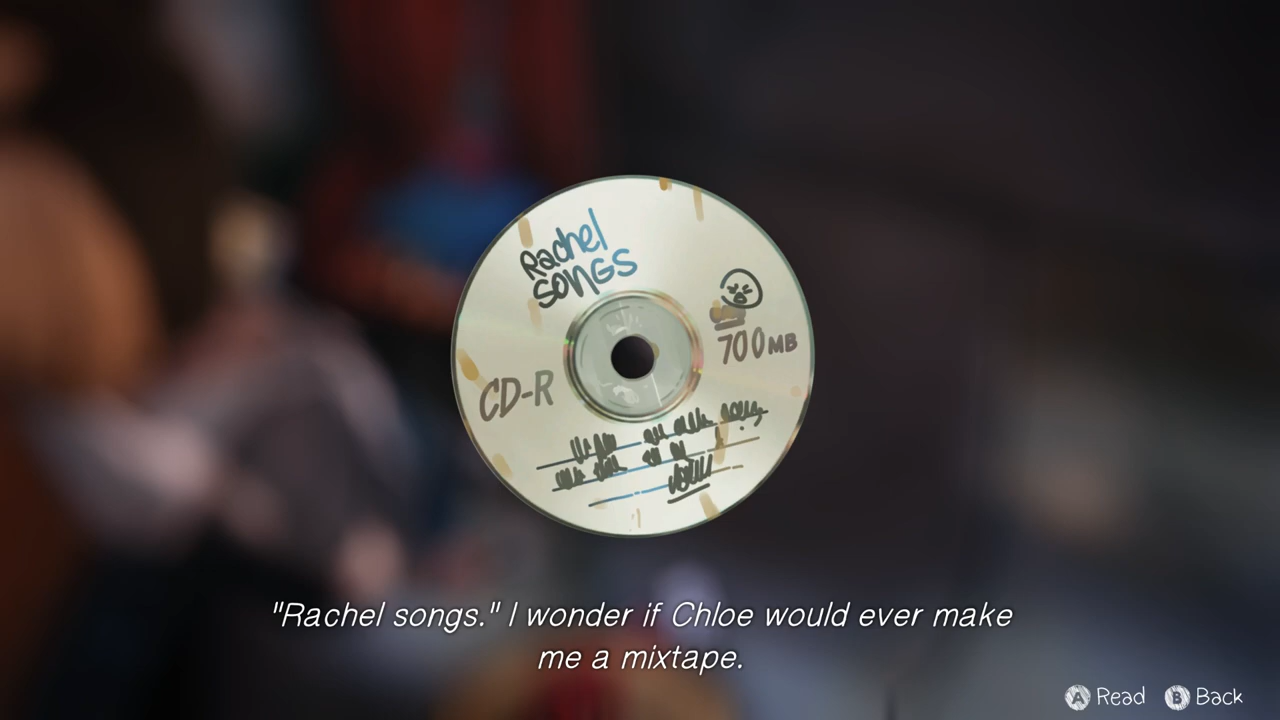 Rachel
SONGS
700MB
CD-R
"Rachel songs." I wonder if Chloe would ever make
me a mixtape.
A Read B Back